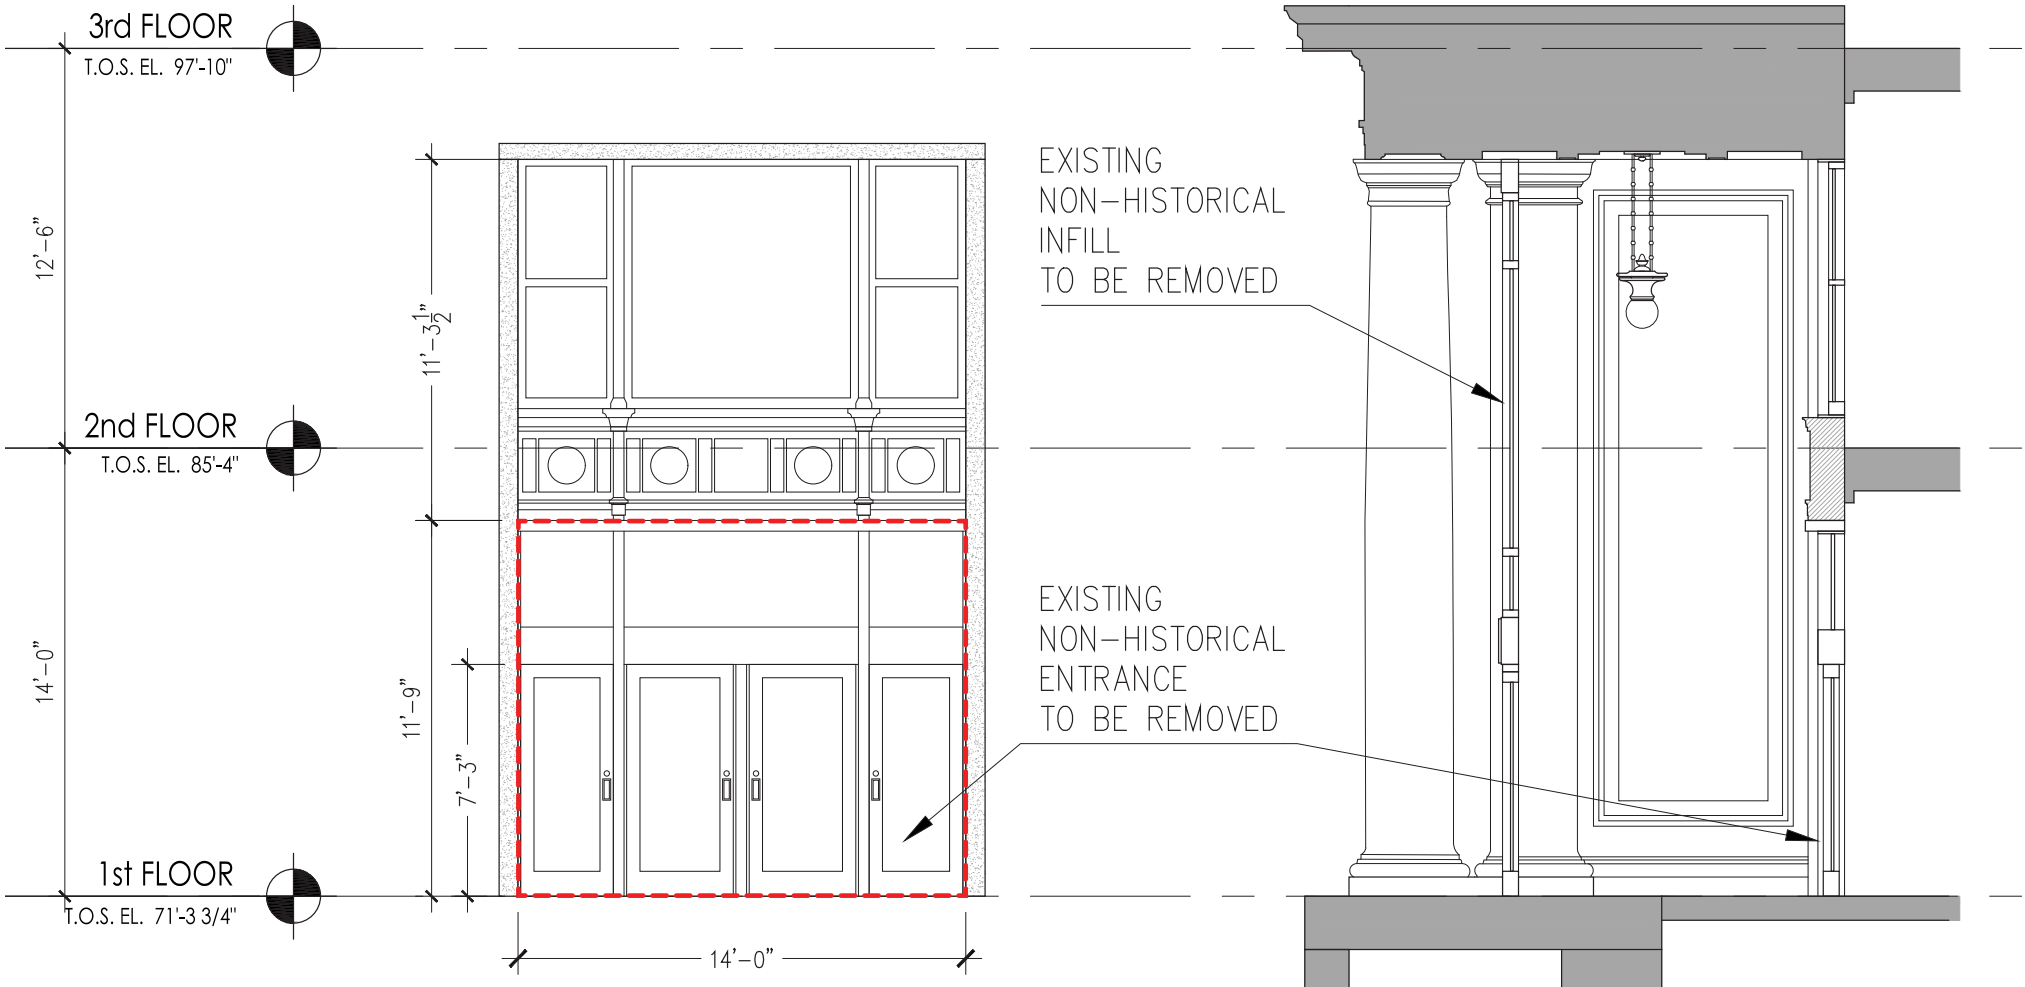 3rd FLOOR
T.O.S. EL. 97'-10"
12'-6"
2nd FLOOR
T.O.S. EL. 85'-4"
14'-0"
1st FLOOR
T.O.S. EL. 71'-3 3/4"
11'-3 1/2"
11'-9"
7'-3"
14'-0"
EXISTING
NON-HISTORICAL
INFILL
TO BE REMOVED
EXISTING
NON-HISTORICAL
ENTRANCE
TO BE REMOVED